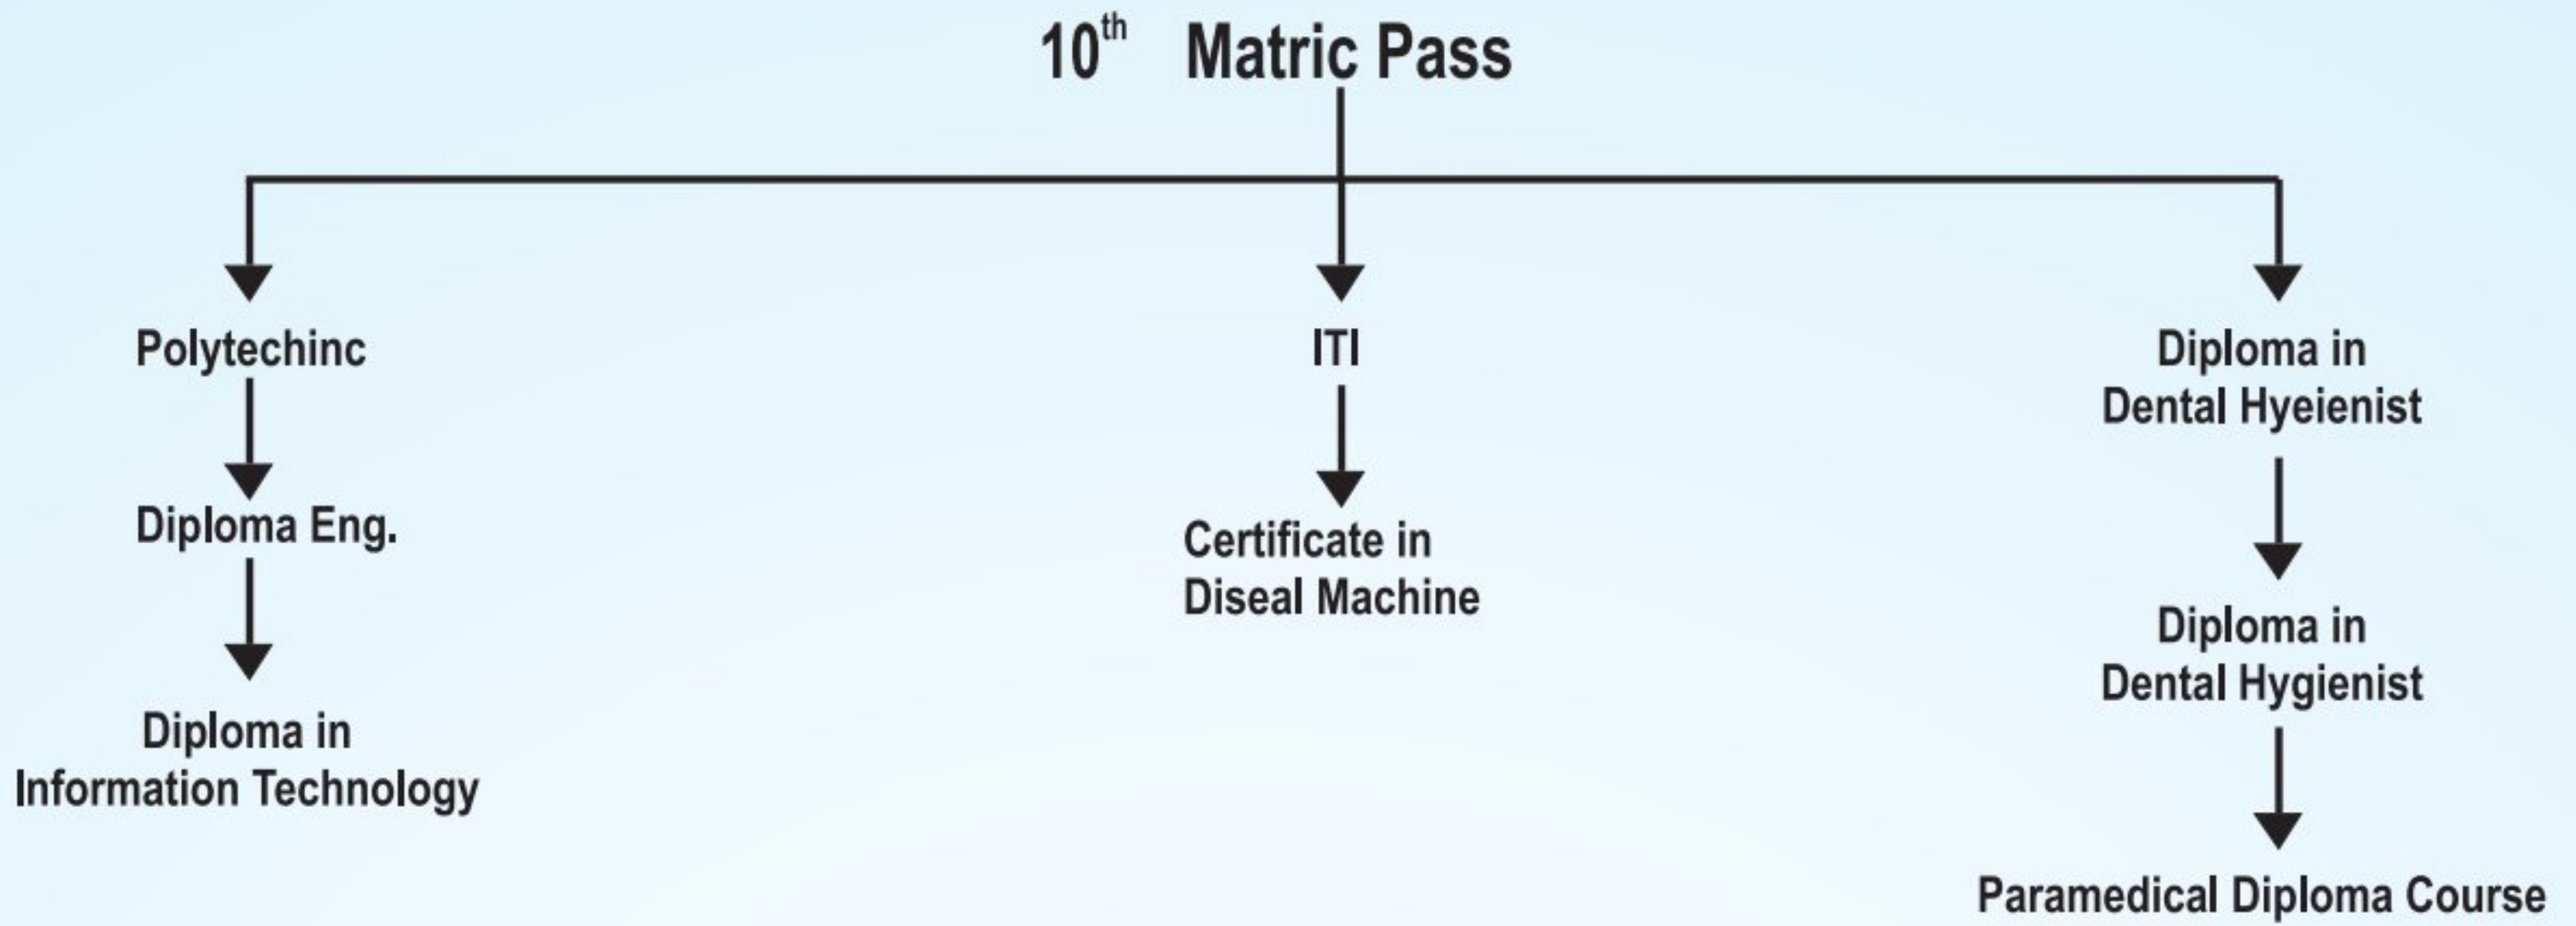 10th Matric Pass
Polytechinc
Diploma Eng.
Diploma in
Information Technology
ITI
Certificate in
Diseal Machine
Diploma in
Dental Hyeienist
Diploma in
Dental Hygienist
Paramedical Diploma Course